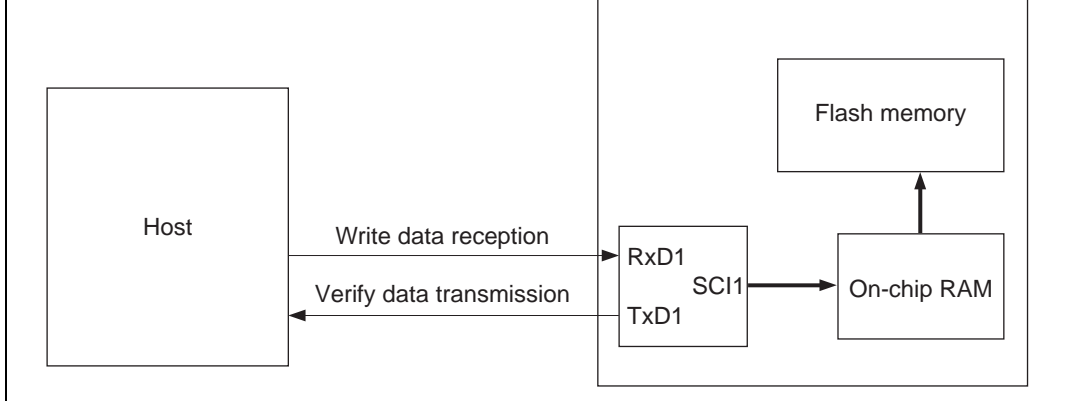 Flash memory
Host
Write data reception
RxD1
SCI1
On-chip RAM
Verify data transmission
TxD1